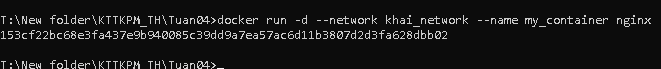 T:\New folder\KTTKPM_TH\Tuan04>docker run -d --network khai_network --name my_container nginx
153cf22bc68e3fa437e9b940085c39dd9a7ea57ac6d11b3807d2d3fa628dbb02
T:\New folder\KTTKPM_TH\Tuan04>